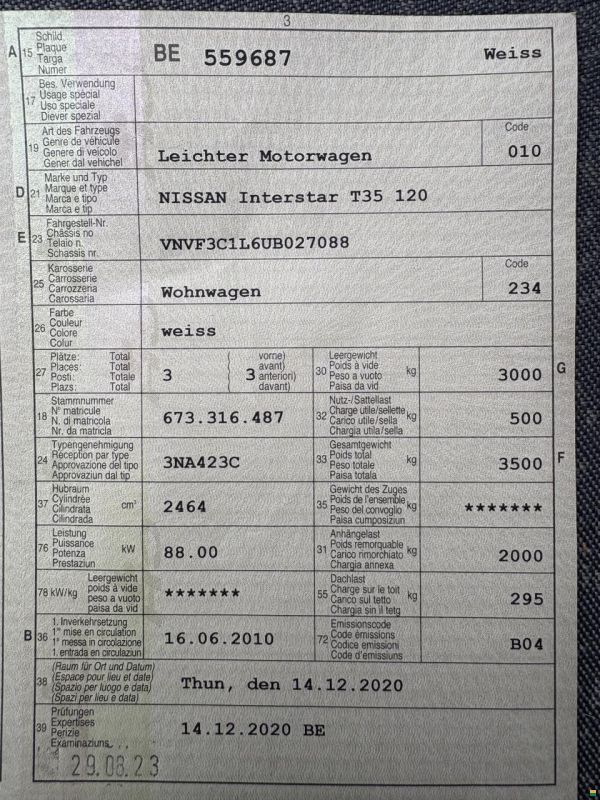 3
A 15 Schild
Plaque
Targa
Numer
BE 559687 Weiss
17 Bes. Verwendung
Usage spécial
Uso speciale
Diever spezial
19 Art des Fahrzeugs
Genre de véhicule
Genere di veicolo
Gener dal vehichel
Leichter Motorwagen
Code
010
D 21 Marke und Typ
Marque et type
Marca e tipo
Marca e tip
NISSAN Interstar T35 120
E 23 Fahrgestell-Nr.
Châssis no
Telaio n.
Schassis nr.
VNVF3C1L6UB027088
25 Karosserie
Carrosserie
Carrozzeria
Carossaria
Wohnwagen
Code
234
26 Farbe
Couleur
Colore
Colur
weiss
27 Plätze: Total
Places: Total
Posti: Totale
Plazs: Total
3
( vorne)
( avant)
3 anteriori)
( davant)
30 Leergewicht
Poids à vide
Peso a vuoto
Paisa da vid
kg
3000 G
18 Stammnummer
N° matricule
N. di matricola
Nr. da matricla
673.316.487
32 Nutz-/Sattellast
Charge utile/sellette
Carico utile/sella
Chargia utila/sella
kg
500
24 Typengenehmigung
Réception par type
Approvazione del tipo
Approvaziun dal tip
3NA423C
33 Gesamtgewicht
Poids total
Peso totale
Paisa totala
kg
3500 F
37 Hubraum
Cylindrée
Cilindrata
Cilindrada
cm³
2464
35 Gewicht des Zuges
Poids de l'ensemble
Peso del convoglio
Paisa cumposiziun
kg
*******
76 Leistung
Puissance
Potenza
Prestaziun
kW
88.00
31 Anhängelast
Poids remorquable
Carico rimorchiato
Chargia annexa
kg
2000
78 kW/kg Leergewicht
poids à vide
peso a vuoto
paisa da vid
*******
55 Dachlast
Charge sur le toit
Carico sul tetto
Chargia sin il tetg
kg
295
B 36 1. Inverkehrsetzung
1re mise en circulation
1a messa in circolazione
1. entrada en circulaziun
16.06.2010
72 Emissionscode
Code émissions
Codice emissioni
Code d'emissiuns
B04
38 (Raum für Ort und Datum)
(Espace pour lieu et date)
(Spazio per luogo e data)
(Spazi per lieu e data)
Thun, den 14.12.2020
39 Prüfungen
Expertises
Perizie
Examinaziuns
14.12.2020 BE
29.08.23